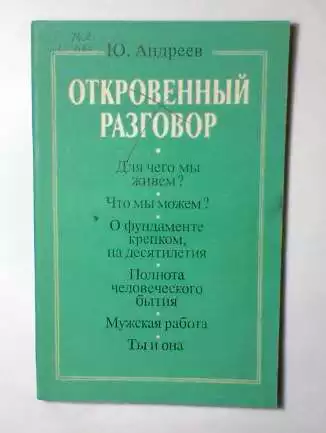 Ю. Андреев
ОТКРОВЕННЫЙ
РАЗГОВОР
Для чего мы
живем?
Что мы можем?
О фундаменте
крепком,
на десятилетия
Полнота
человеческого
бытия
Мужская работа
Ты и она